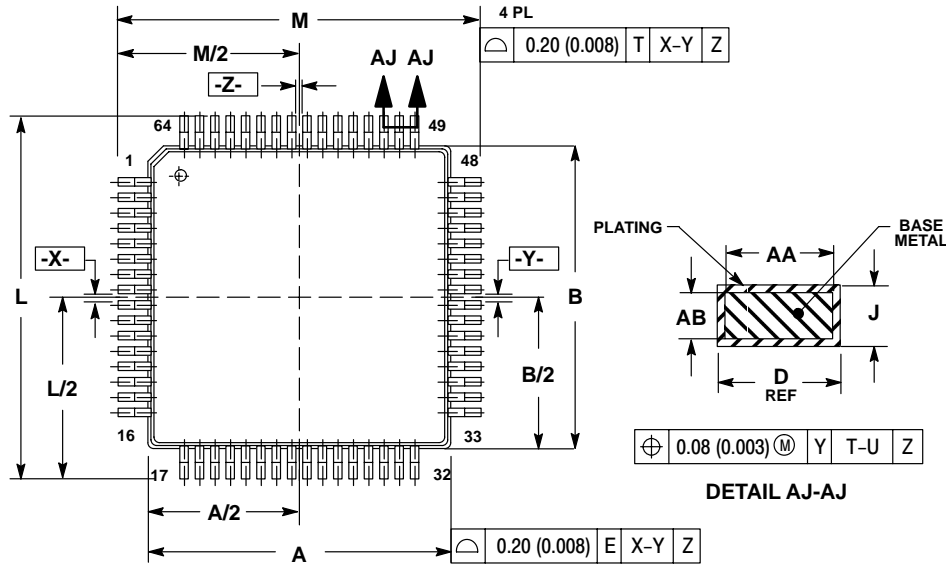 M
4 PL
M/2
⌓ 0.20 (0.008) T X–Y Z
AJ AJ
-Z-
64
49
1
48
PLATING
BASE METAL
AA
-X-
-Y-
L
B
AB
J
L/2
B/2
D
REF
16
33
⌖ 0.08 (0.003) Ⓜ Y T–U Z
17
32
DETAIL AJ-AJ
A/2
A
⌓ 0.20 (0.008) E X–Y Z